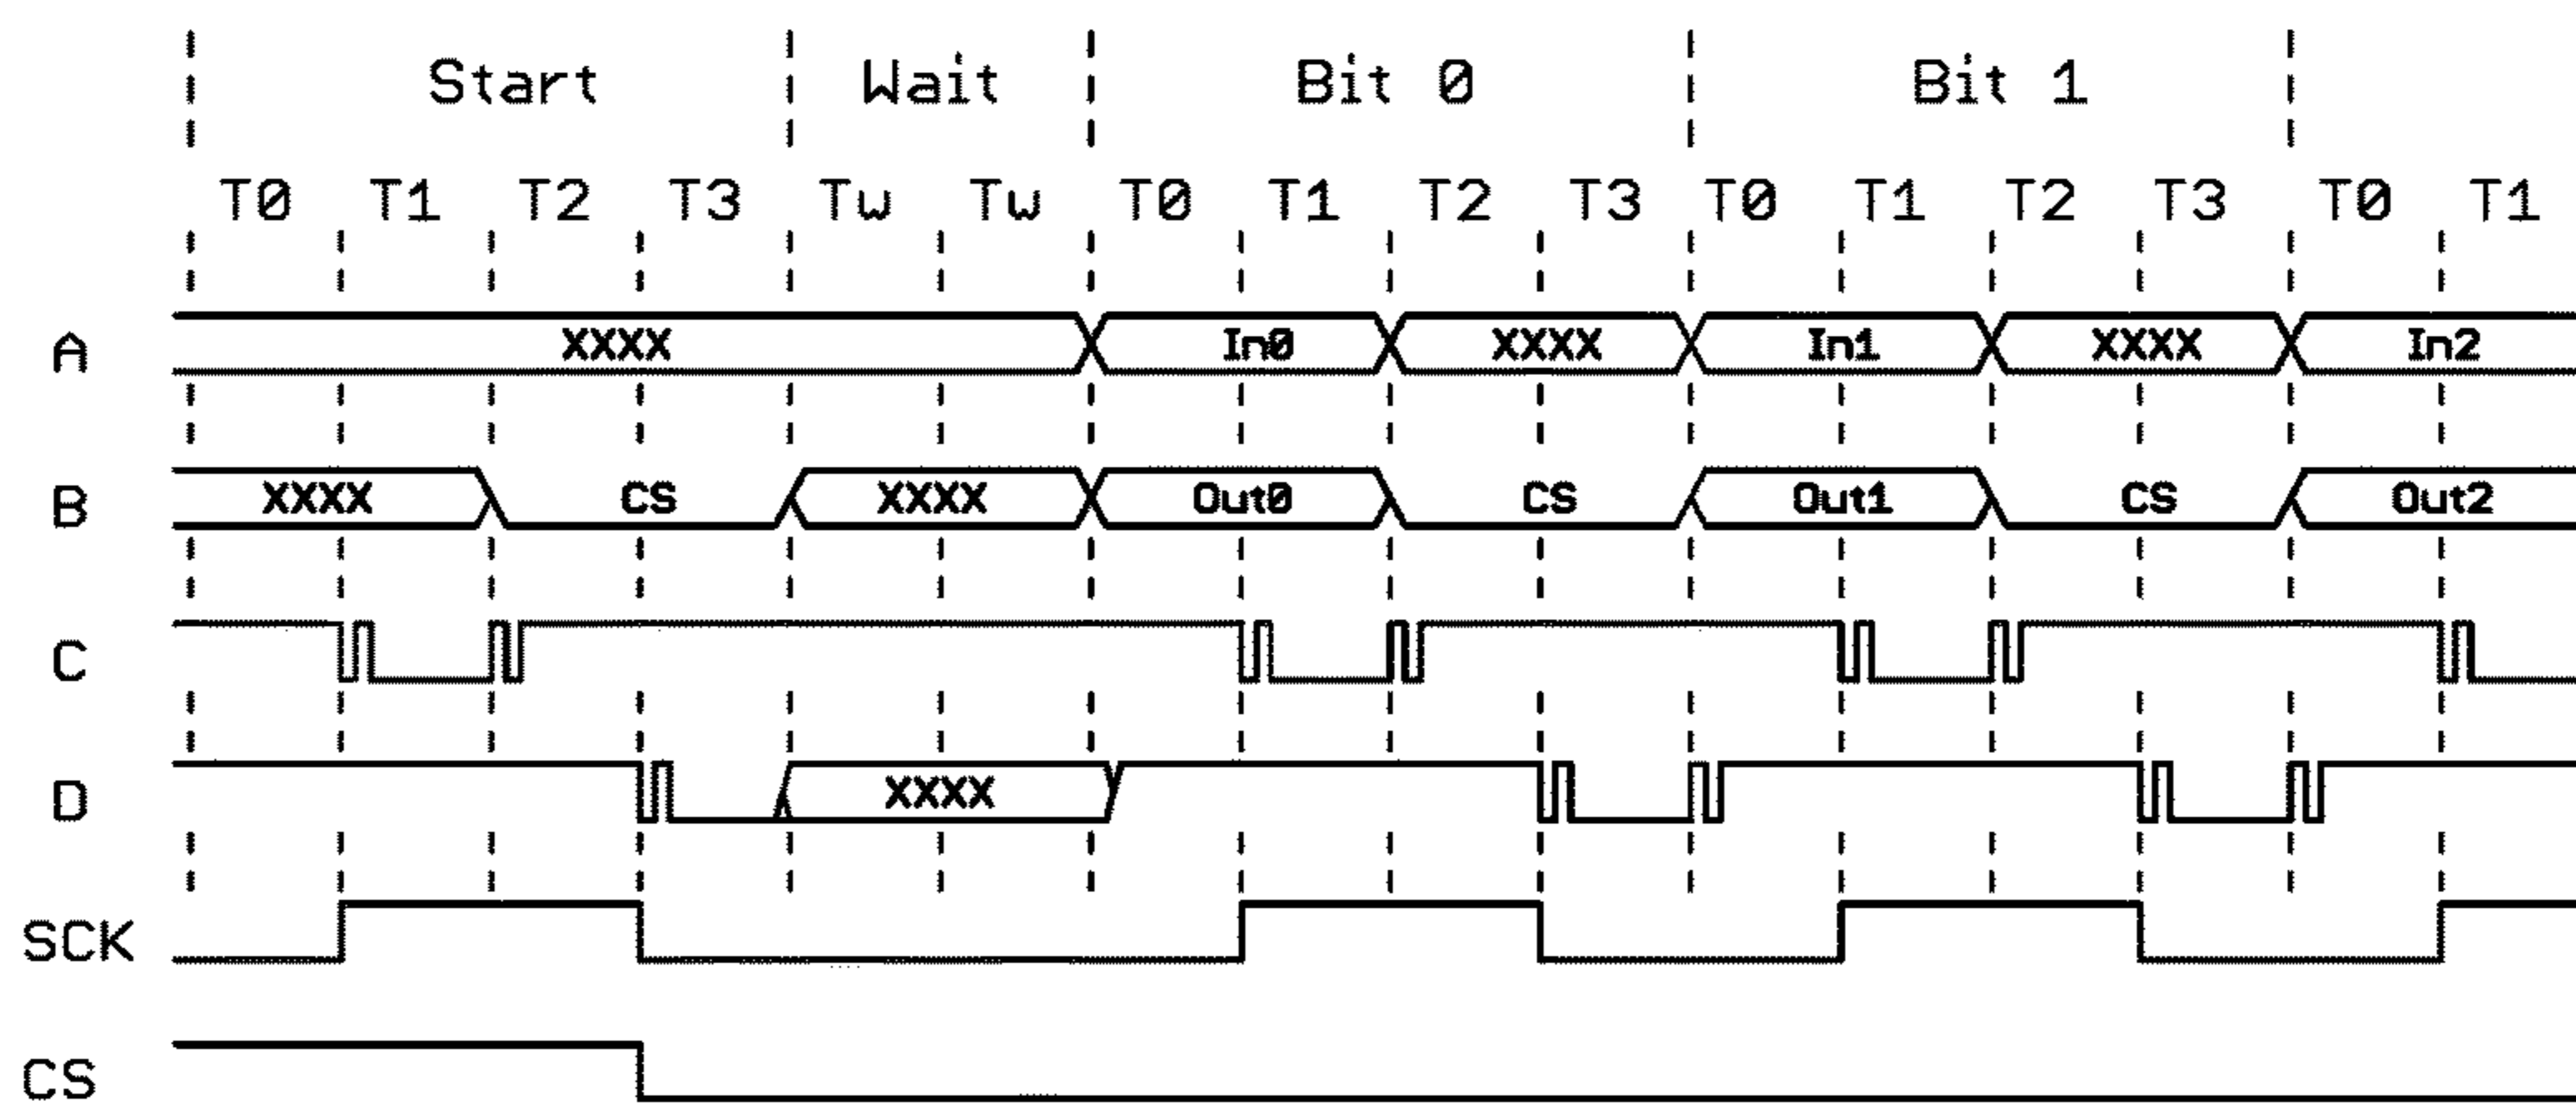 Start Wait Bit 0 Bit 1
T0 T1 T2 T3 Tw Tw T0 T1 T2 T3 T0 T1 T2 T3 T0 T1
A XXXX In0 XXXX In1 XXXX In2
B XXXX CS XXXX Out0 CS Out1 CS Out2
C
D XXXX
SCK
CS